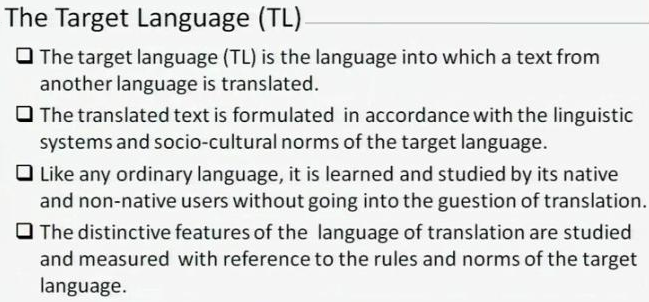 The Target Language (TL)
❑ The target language (TL) is the language into which a text from
another language is translated.
❑ The translated text is formulated in accordance with the linguistic
systems and socio-cultural norms of the target language.
❑ Like any ordinary language, it is learned and studied by its native
and non-native users without going into the guestion of translation.
❑ The distinctive features of the language of translation are studied
and measured with reference to the rules and norms of the target
language.